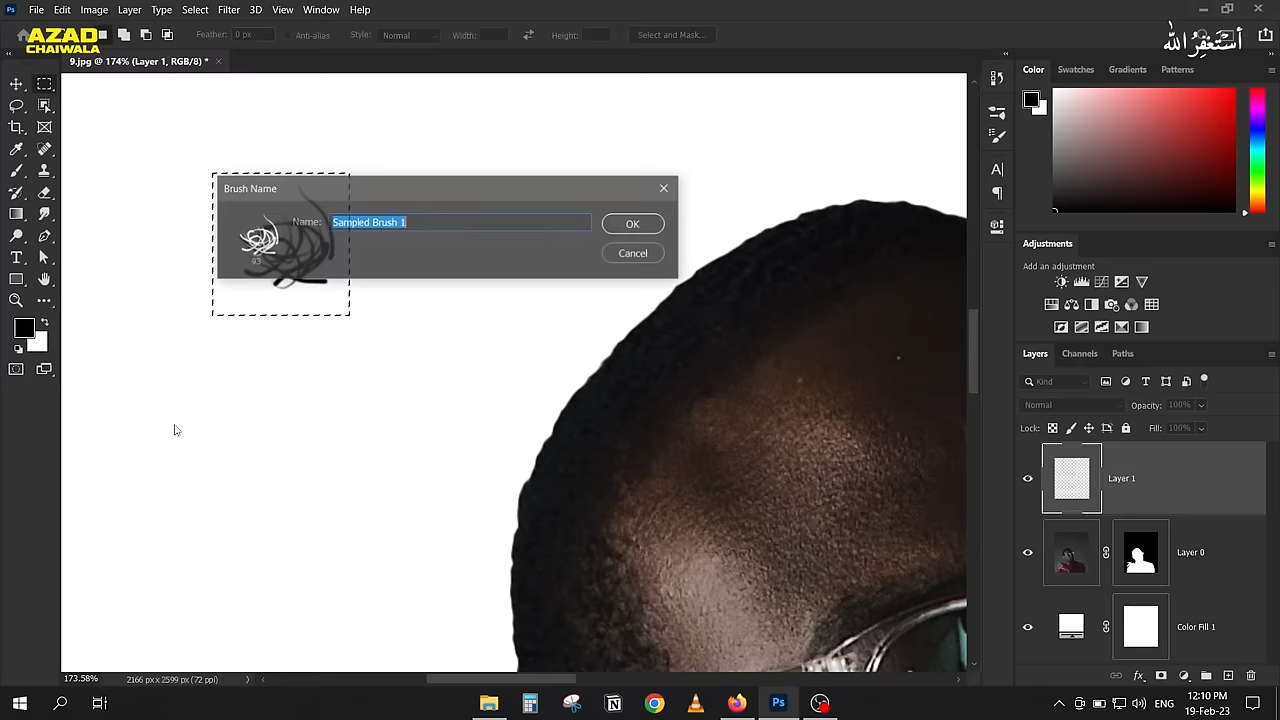 Ps File Edit Image Layer Type Select Filter 3D View Window Help
AZAD
CHAIWALA
Feather: 0 px Anti-alias Style: Normal Width: Height: Select and Mask...
أستغفر الله
9.jpg @ 174% (Layer 1, RGB/8) *
Color Swatches Gradients Patterns
Brush Name
Name: Sampled Brush 1 OK
93
Cancel
Adjustments
Add an adjustment
Layers Channels Paths
Kind
Normal Opacity: 100%
Lock: Fill: 100%
Layer 1
Layer 0
Color Fill 1
173.58% 2166 px x 2599 px (72 ppi)
12:10 PM
19-Feb-23